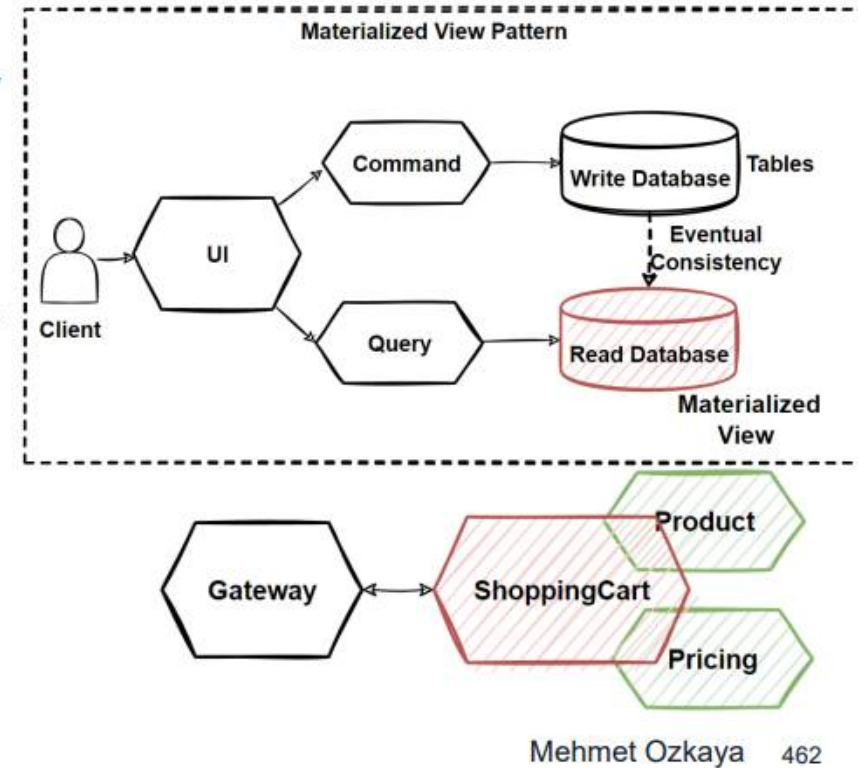 Materialized View Pattern
Command
Write Database
Tables
UI
Eventual
Consistency
Client
Query
Read Database
Materialized
View
Product
Gateway
ShoppingCart
Pricing
Mehmet Ozkaya 462